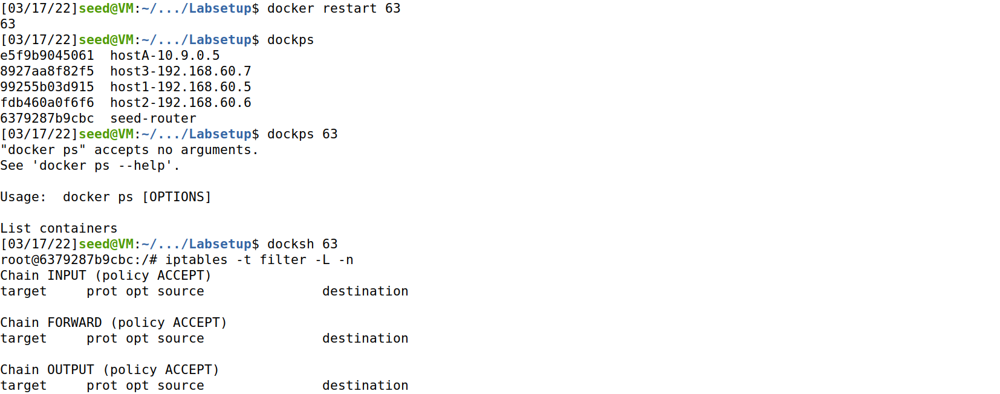 [03/17/22]seed@VM:~/.../Labsetup$ docker restart 63
63
[03/17/22]seed@VM:~/.../Labsetup$ dockps
e5f9b9045061  hostA-10.9.0.5
8927aa8f82f5  host3-192.168.60.7
99255b03d915  host1-192.168.60.5
fdb460a0f6f6  host2-192.168.60.6
6379287b9cbc  seed-router
[03/17/22]seed@VM:~/.../Labsetup$ dockps 63
"docker ps" accepts no arguments.
See 'docker ps --help'.

Usage:  docker ps [OPTIONS]

List containers
[03/17/22]seed@VM:~/.../Labsetup$ docksh 63
root@6379287b9cbc:/# iptables -t filter -L -n
Chain INPUT (policy ACCEPT)
target     prot opt source               destination

Chain FORWARD (policy ACCEPT)
target     prot opt source               destination

Chain OUTPUT (policy ACCEPT)
target     prot opt source               destination